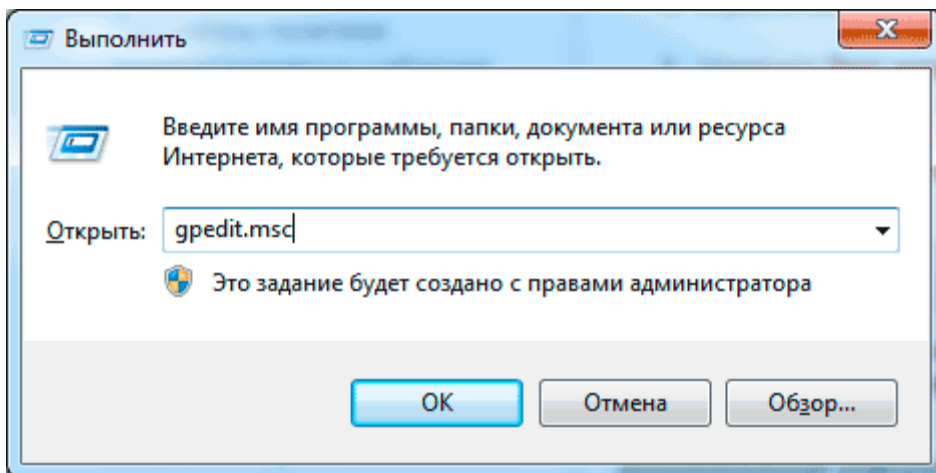 Выполнить
Введите имя программы, папки, документа или ресурса
Интернета, которые требуется открыть.
Открыть: gpedit.msc
Это задание будет создано с правами администратора
ОК Отмена Обзор...